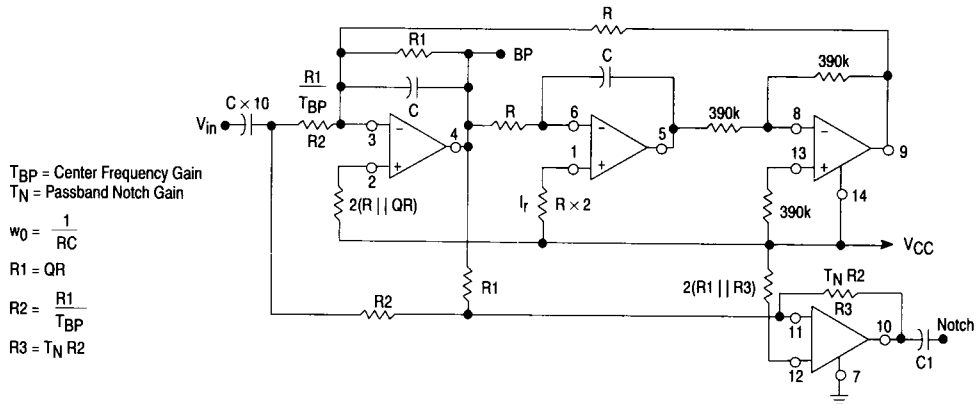 R
R1
BP
C
390k
R1
T_BP
C × 10
C
V_in
R2
3
4
R
6
5
390k
8
9
2
1
13
14
T_BP = Center Frequency Gain
T_N = Passband Notch Gain
2(R || QR)
I_r
R × 2
390k
V_CC
w_0 = 1
RC
R1 = QR
R2 = R1
T_BP
R3 = T_N R2
R1
2(R1 || R3)
T_N R2
R3
R2
11
10
Notch
12
7
C1
−
+
−
+
−
+